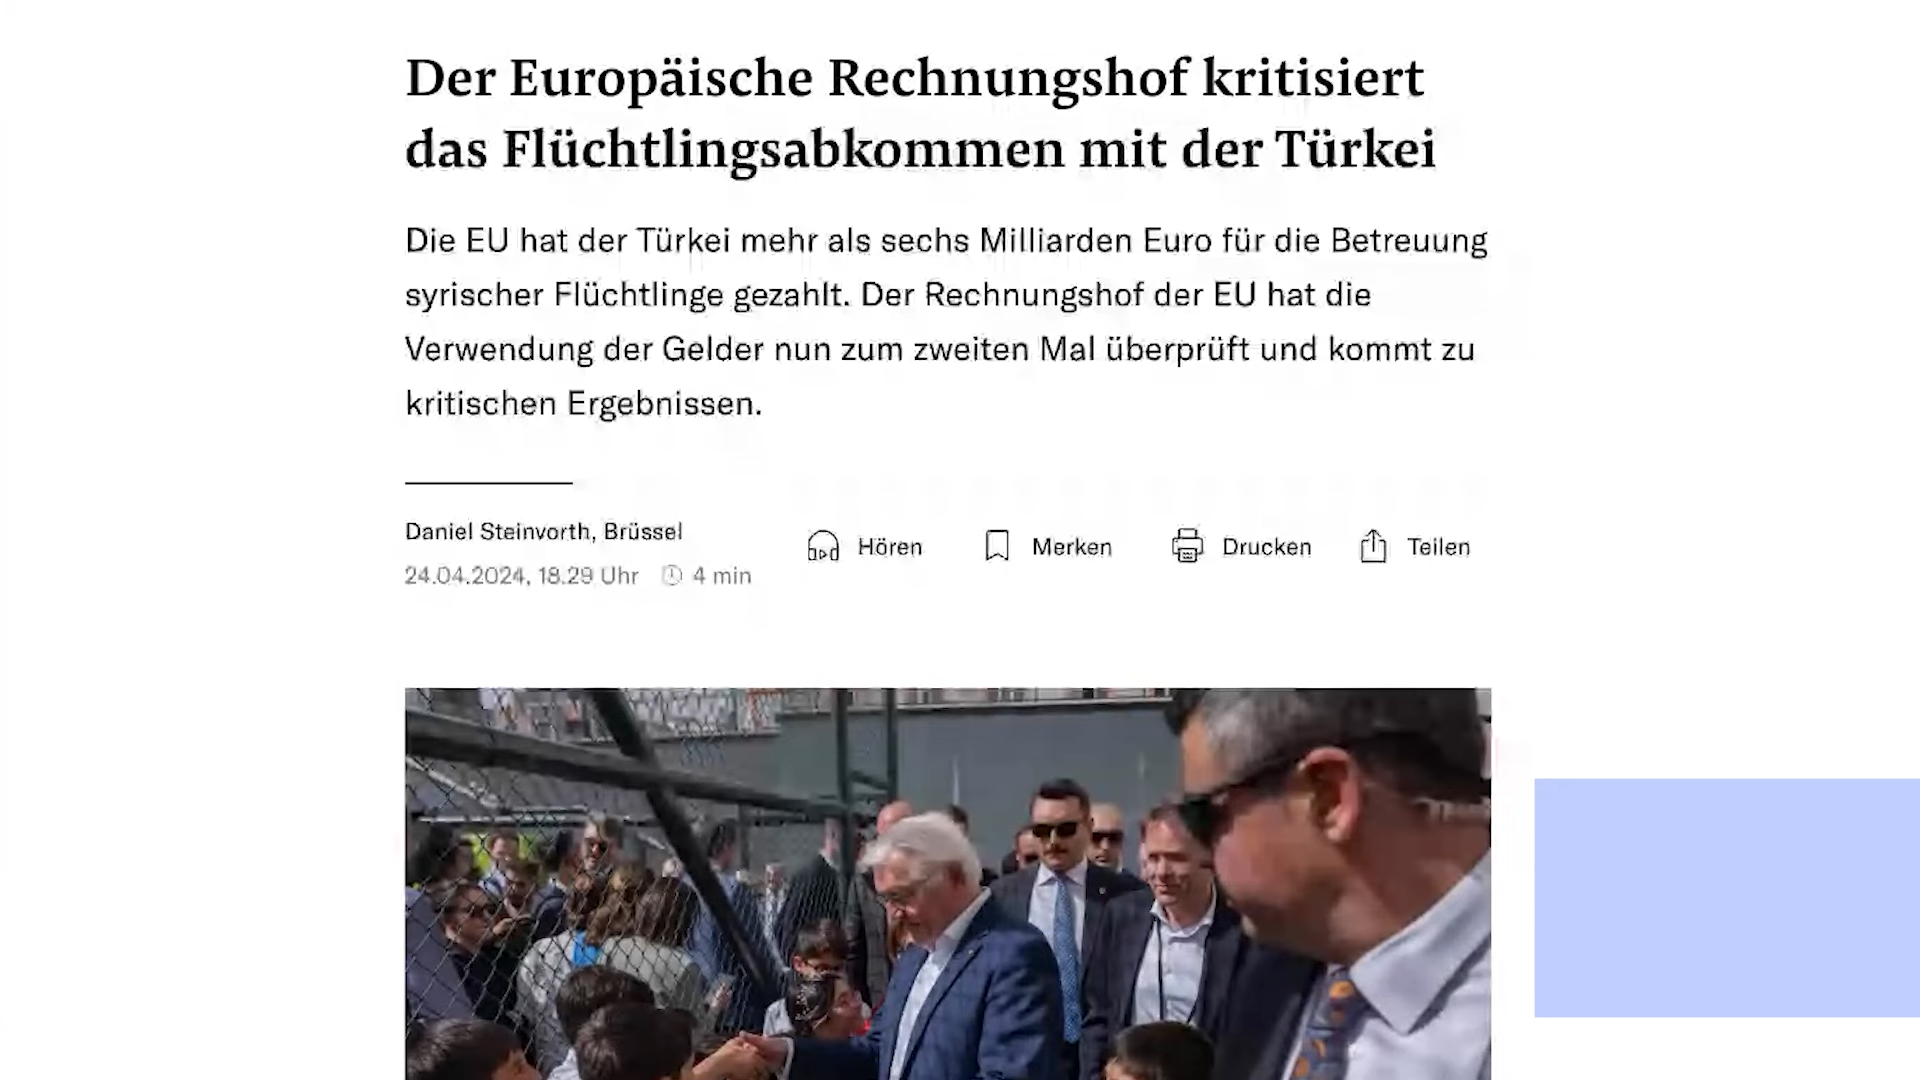 Der Europäische Rechnungshof kritisiert
das Flüchtlingsabkommen mit der Türkei
Die EU hat der Türkei mehr als sechs Milliarden Euro für die Betreuung
syrischer Flüchtlinge gezahlt. Der Rechnungshof der EU hat die
Verwendung der Gelder nun zum zweiten Mal überprüft und kommt zu
kritischen Ergebnissen.
Daniel Steinvorth, Brüssel
24.04.2024, 18.29 Uhr 4 min
Hören Merken Drucken Teilen